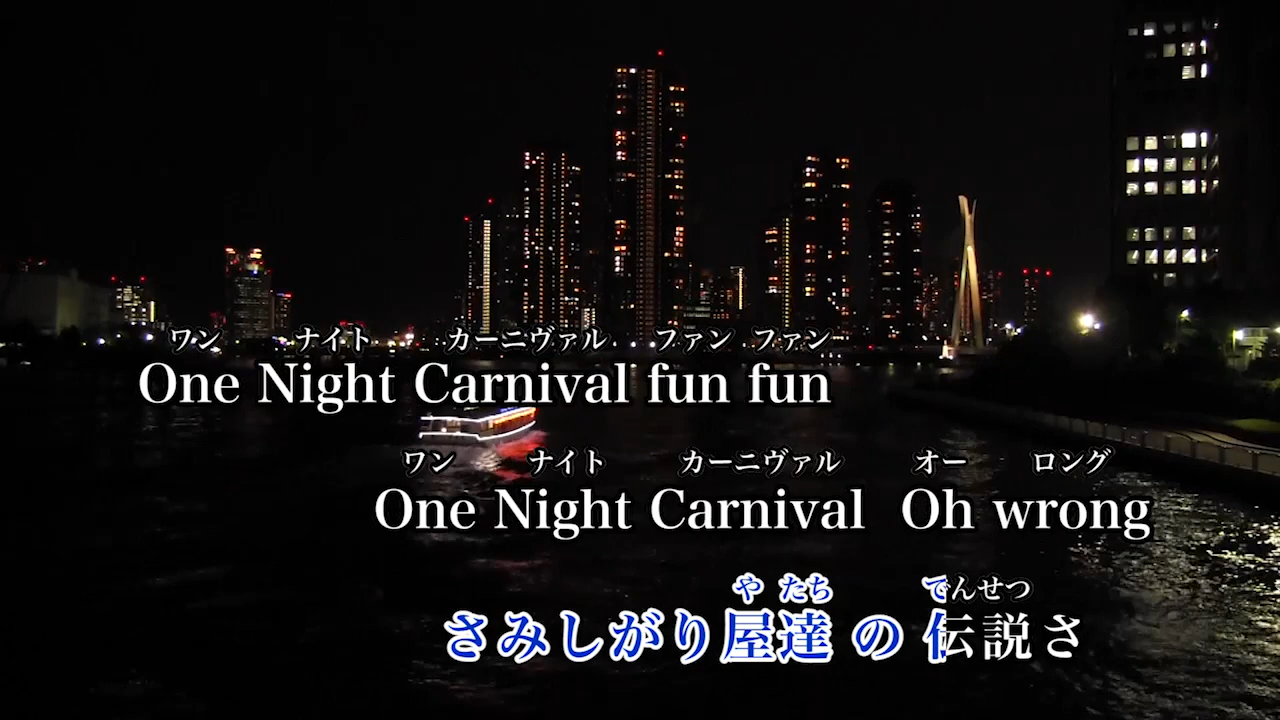 ワン ナイト カーニヴァル ファン ファン
One Night Carnival fun fun
ワン ナイト カーニヴァル オー ロング
One Night Carnival Oh wrong
や たち でんせつ
さみしがり屋達の伝説さ